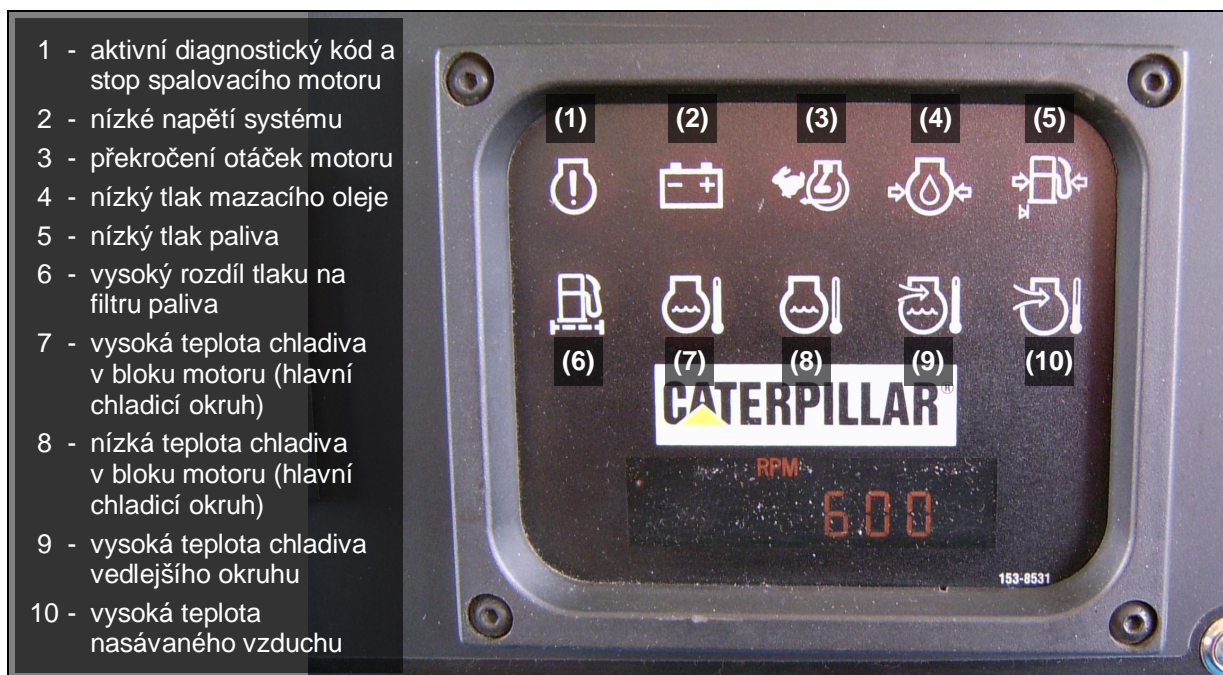 1 - aktivní diagnostický kód a
stop spalovacího motoru
2 - nízké napětí systému
3 - překročení otáček motoru
4 - nízký tlak mazacího oleje
5 - nízký tlak paliva
6 - vysoký rozdíl tlaku na
filtru paliva
7 - vysoká teplota chladiva
v bloku motoru (hlavní
chladicí okruh)
8 - nízká teplota chladiva
v bloku motoru (hlavní
chladicí okruh)
9 - vysoká teplota chladiva
vedlejšího okruhu
10 - vysoká teplota
nasávaného vzduchu
(1) (2) (3) (4) (5)
(6) (7) (8) (9) (10)
CATERPILLAR®
RPM
600
153-8531